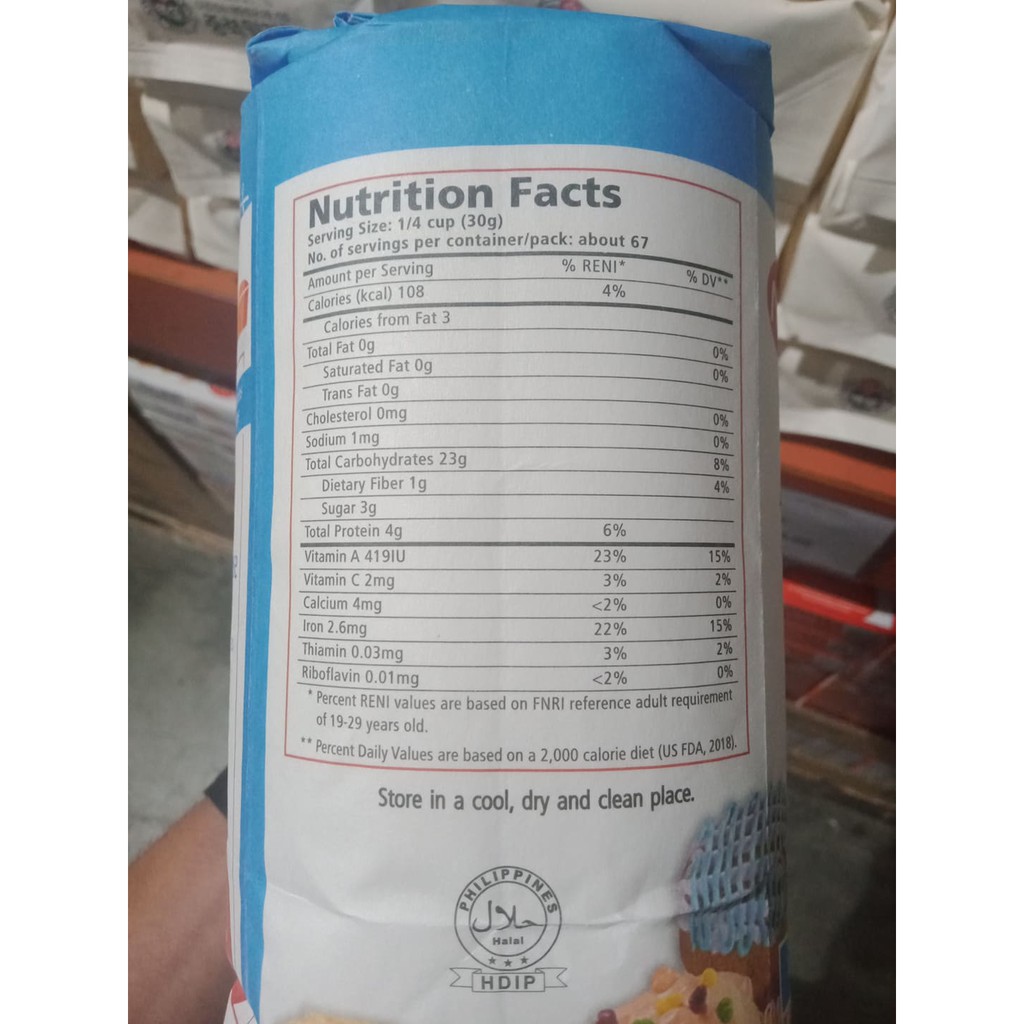 Nutrition Facts
Serving Size: 1/4 cup (30g)
No. of servings per container/pack: about 67
Amount per Serving % RENI* % DV**
Calories (kcal) 108 4%
Calories from Fat 3
Total Fat 0g 0%
Saturated Fat 0g 0%
Trans Fat 0g
Cholesterol 0mg 0%
Sodium 1mg 0%
Total Carbohydrates 23g 8%
Dietary Fiber 1g 4%
Sugar 3g
Total Protein 4g 6%
Vitamin A 419IU 23% 15%
Vitamin C 2mg 3% 2%
Calcium 4mg <2% 0%
Iron 2.6mg 22% 15%
Thiamin 0.03mg 3% 2%
Riboflavin 0.01mg <2% 0%
* Percent RENI values are based on FNRI reference adult requirement
of 19-29 years old.
** Percent Daily Values are based on a 2,000 calorie diet (US FDA, 2018).
Store in a cool, dry and clean place.
PHILIPPINES
حلال
Halal
HDIP